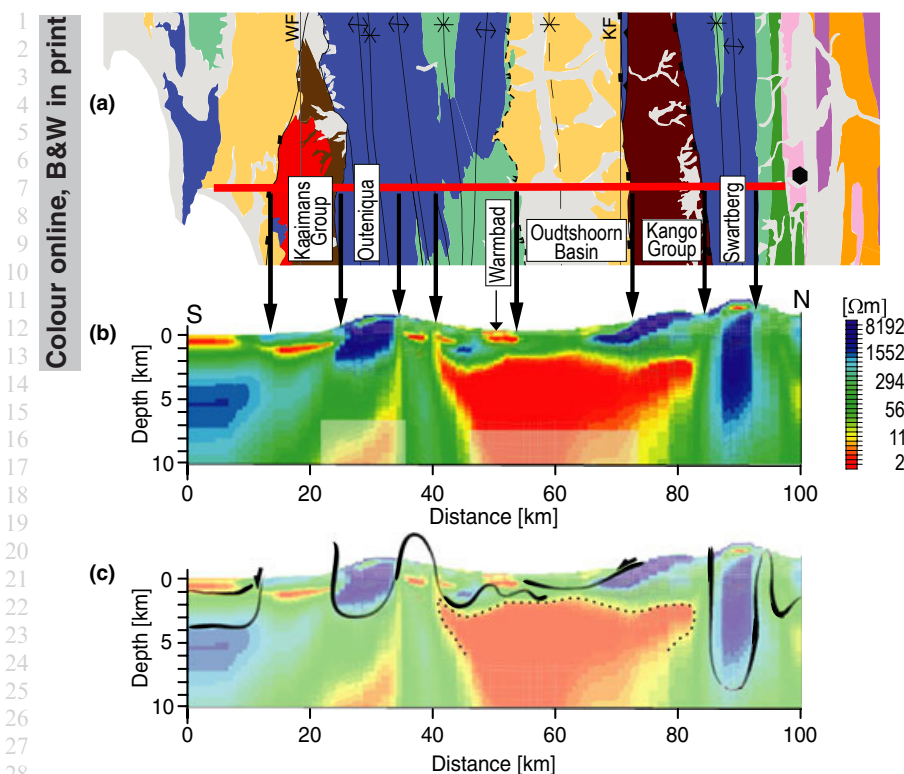 1
2
3
4
5
6
7
8
9
10
11
12
13
14
15
16
17
18
19
20
21
22
23
24
25
26
27
28
Colour online, B&W in print
(a)
WF
KF
Kaaimans
Group
Outeniqua
Warmbad
Oudtshoorn
Basin
Kango
Group
Swartberg
S
N
(b)
Depth [km]
0
5
10
0
20
40
60
80
100
Distance [km]
[Ωm]
8192
1552
294
56
11
2
(c)
Depth [km]
0
5
10
0
20
40
60
80
100
Distance [km]